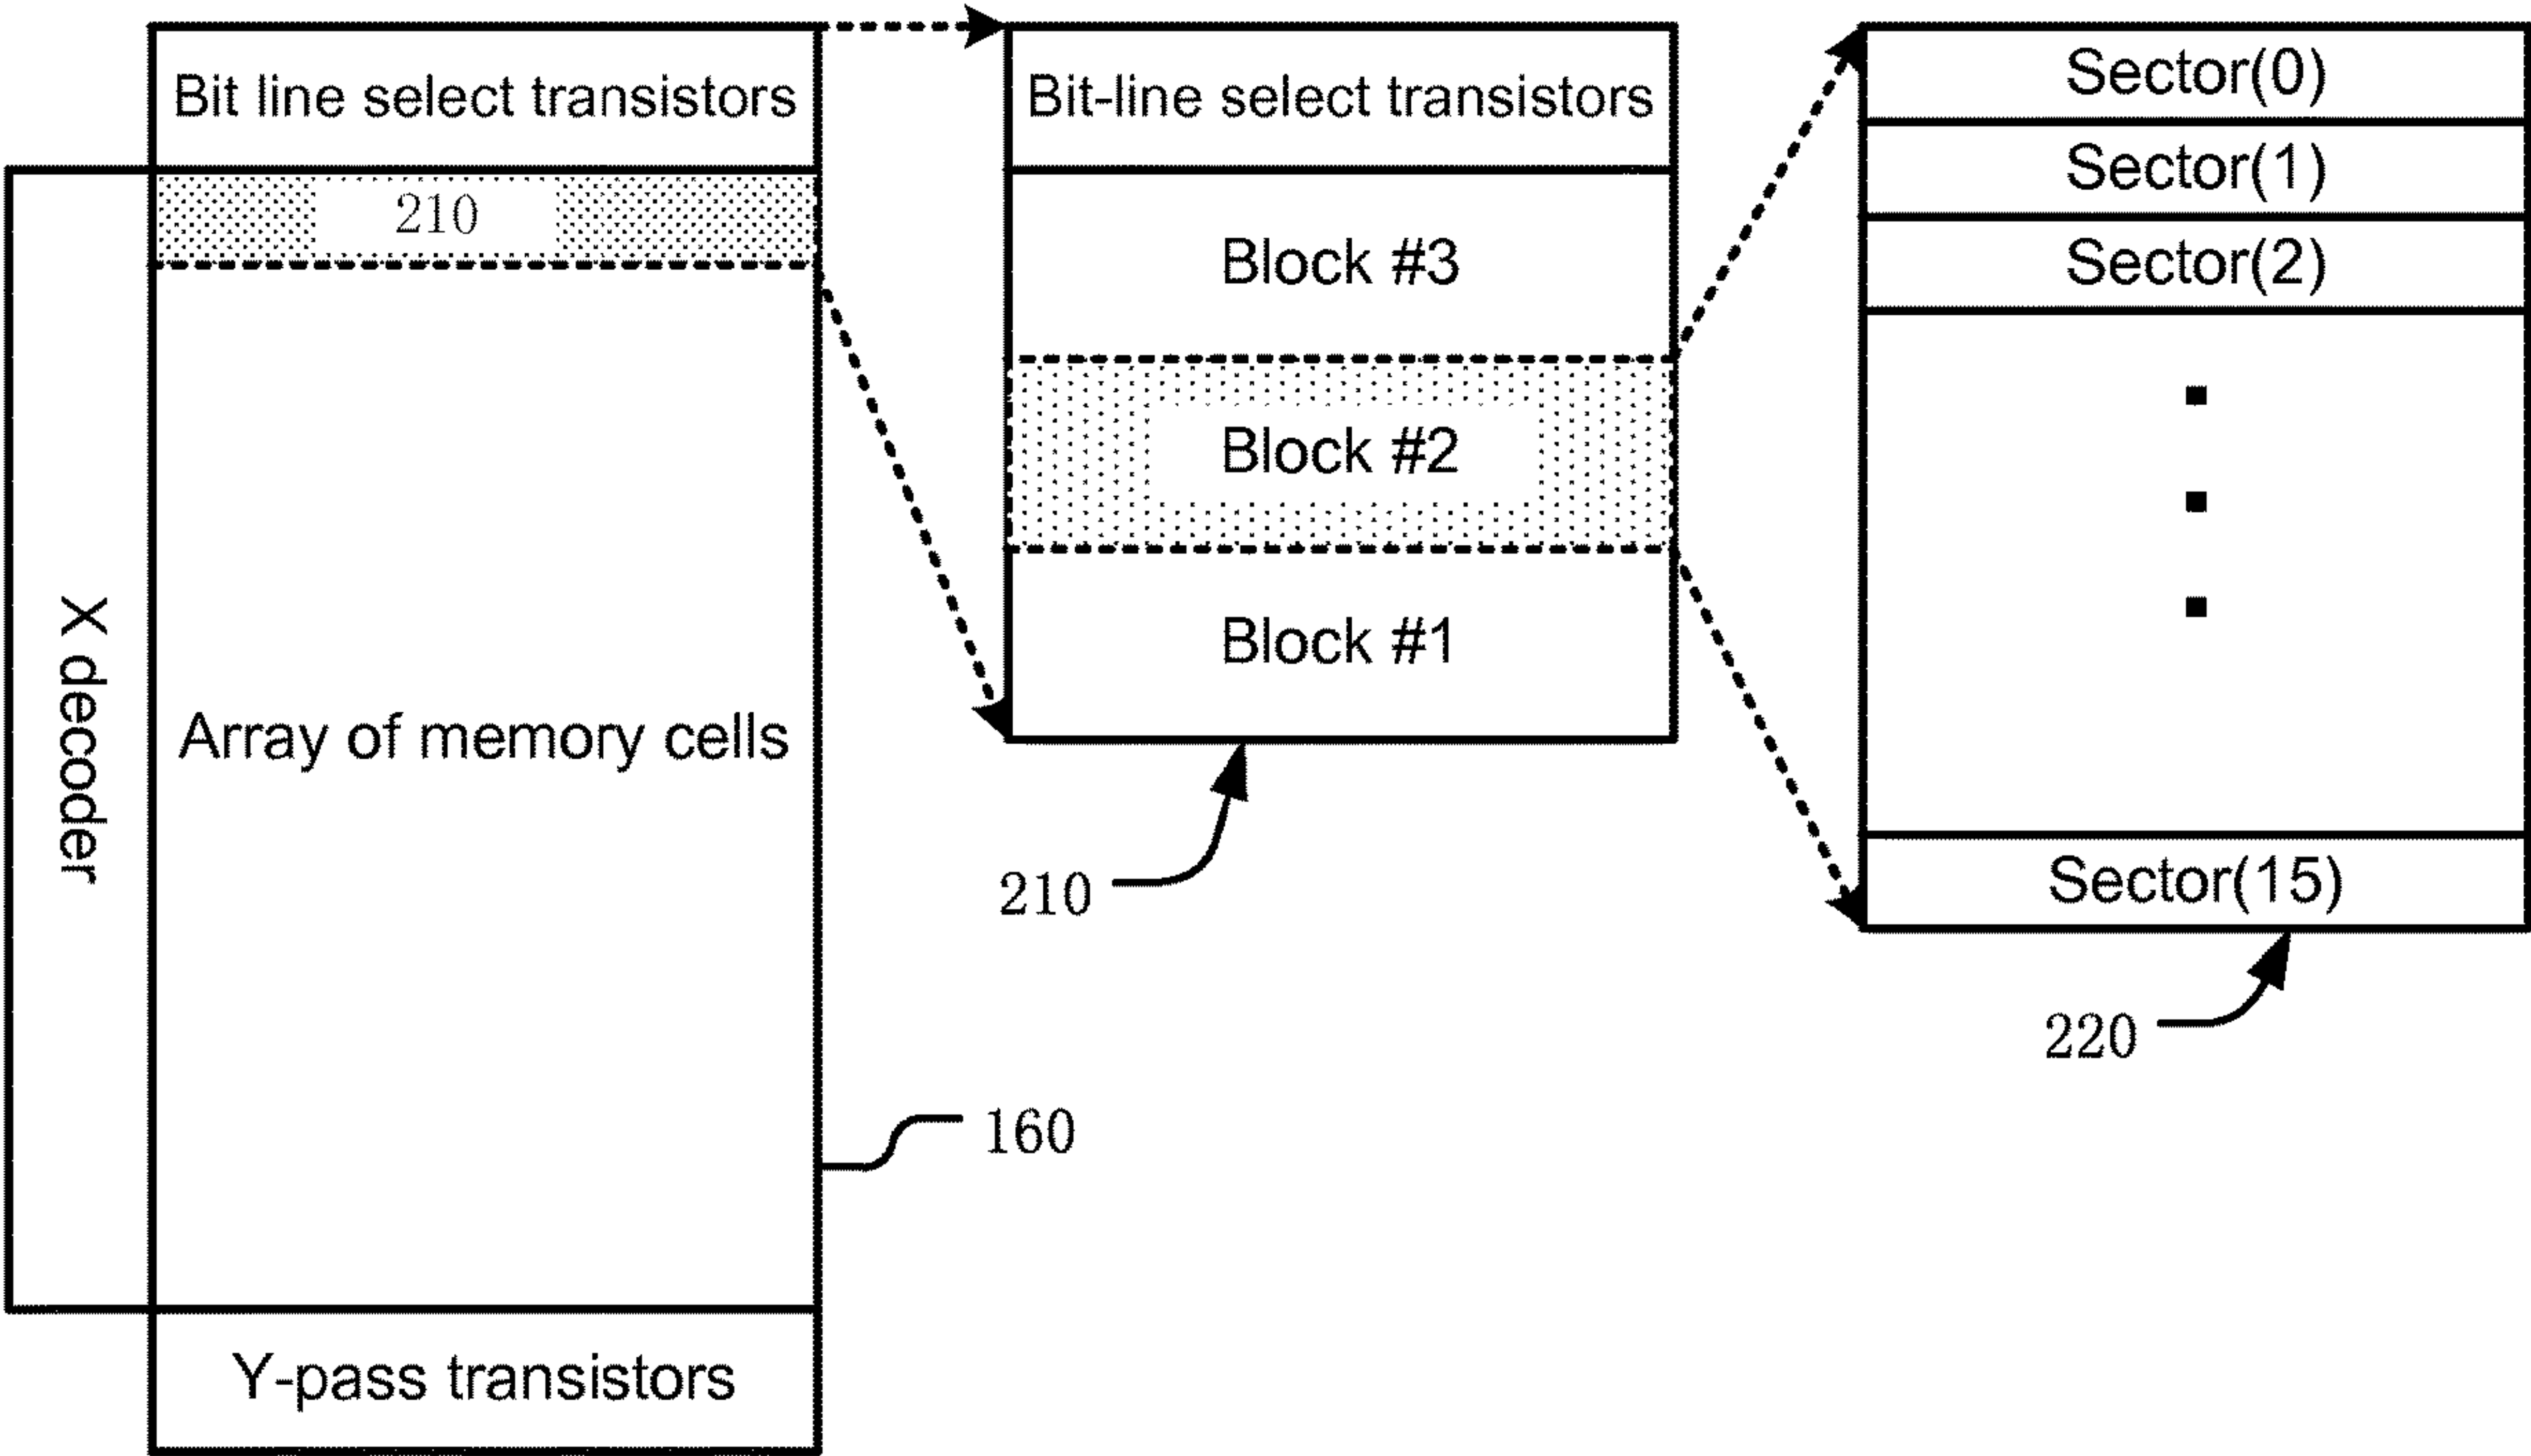 Bit line select transistors
210
X decoder
Array of memory cells
Y-pass transistors
160
Bit-line select transistors
Block #3
Block #2
Block #1
210
Sector(0)
Sector(1)
Sector(2)
Sector(15)
220